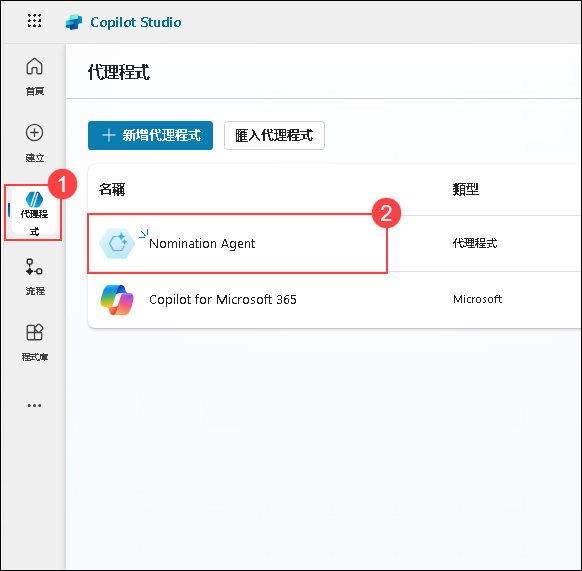 Copilot Studio
首頁
建立
1
代理程
式
流程
程式庫
...
代理程式
+ 新增代理程式
匯入代理程式
名稱
類型
2
Nomination Agent
代理程式
Copilot for Microsoft 365
Microsoft